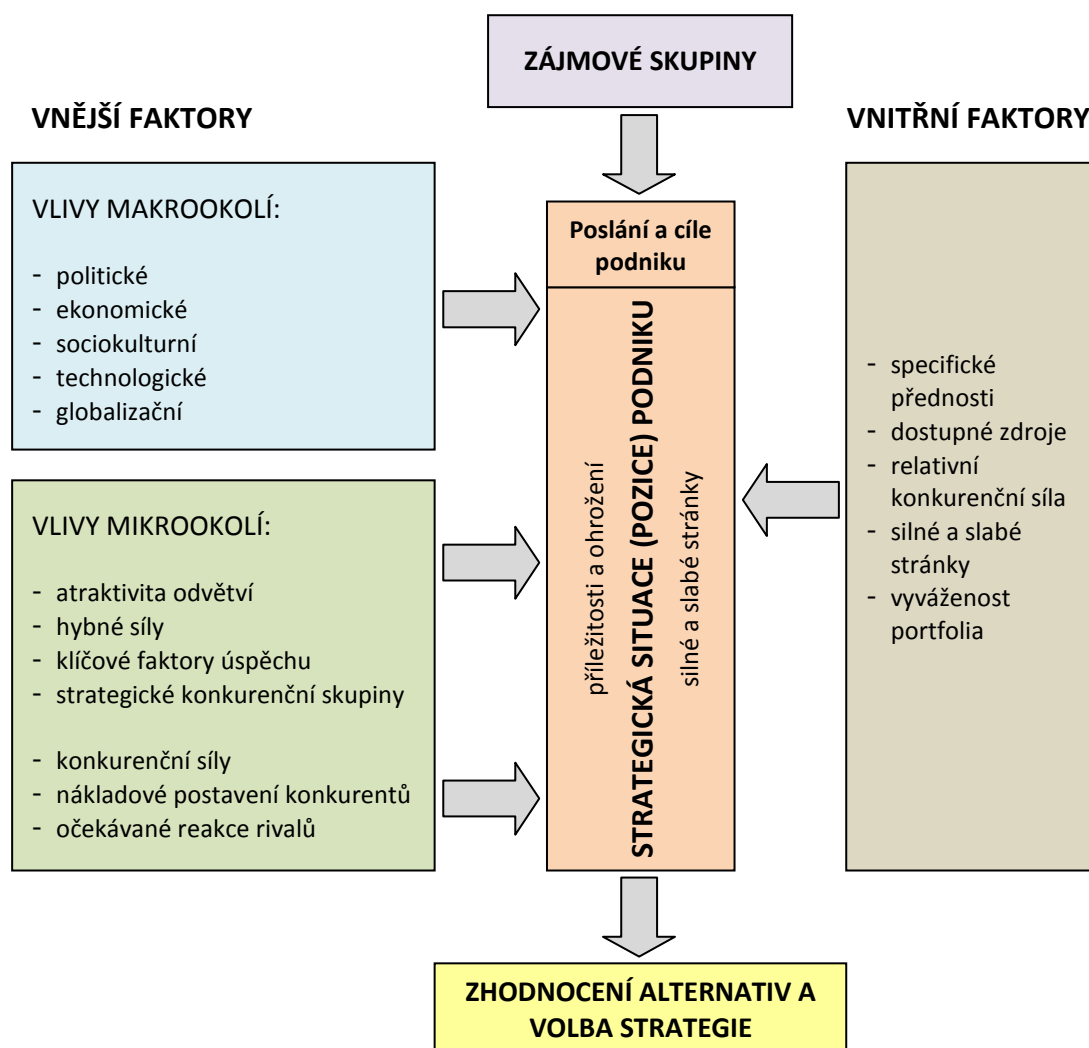 ZÁJMOVÉ SKUPINY
VNĚJŠÍ FAKTORY
VNITŘNÍ FAKTORY
VLIVY MAKROOKOLÍ:
- politické
- ekonomické
- sociokulturní
- technologické
- globalizační
VLIVY MIKROOKOLÍ:
- atraktivita odvětví
- hybné síly
- klíčové faktory úspěchu
- strategické konkurenční skupiny
- konkurenční síly
- nákladové postavení konkurentů
- očekávané reakce rivalů
Poslání a cíle
podniku
příležitosti a ohrožení
STRATEGICKÁ SITUACE (POZICE) PODNIKU
silné a slabé stránky
- specifické
přednosti
- dostupné zdroje
- relativní
konkurenční síla
- silné a slabé
stránky
- vyváženost
portfolia
ZHODNOCENÍ ALTERNATIV A
VOLBA STRATEGIE